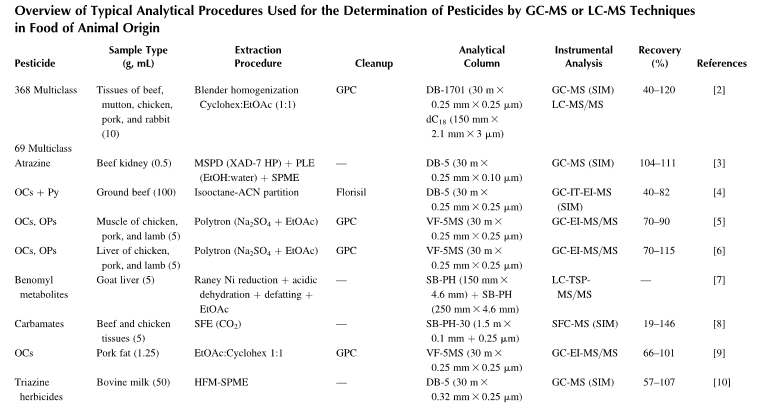 Overview of Typical Analytical Procedures Used for the Determination of Pesticides by GC-MS or LC-MS Techniques
in Food of Animal Origin
Sample Type Extraction Analytical Instrumental Recovery
Pesticide (g, mL) Procedure Cleanup Column Analysis (%) References
368 Multiclass Tissues of beef, Blender homogenization GPC DB-1701 (30 m × GC-MS (SIM) 40–120 [2]
mutton, chicken, Cyclohex:EtOAc (1:1) 0.25 mm × 0.25 μm) LC-MS/MS
pork, and rabbit dC18 (150 mm ×
(10) 2.1 mm × 3 μm)
69 Multiclass
Atrazine Beef kidney (0.5) MSPD (XAD-7 HP) + PLE — DB-5 (30 m × GC-MS (SIM) 104–111 [3]
(EtOH:water) + SPME 0.25 mm × 0.10 μm)
OCs + Py Ground beef (100) Isooctane-ACN partition Florisil DB-5 (30 m × GC-IT-EI-MS 40–82 [4]
0.25 mm × 0.25 μm) (SIM)
OCs, OPs Muscle of chicken, Polytron (Na2SO4 + EtOAc) GPC VF-5MS (30 m × GC-EI-MS/MS 70–90 [5]
pork, and lamb (5) 0.25 mm × 0.25 μm)
OCs, OPs Liver of chicken, Polytron (Na2SO4 + EtOAc) GPC VF-5MS (30 m × GC-EI-MS/MS 70–115 [6]
pork, and lamb (5) 0.25 mm × 0.25 μm)
Benomyl Goat liver (5) Raney Ni reduction + acidic — SB-PH (150 mm × LC-TSP- — [7]
metabolites dehydration + defatting + 4.6 mm) + SB-PH MS/MS
EtOAc (250 mm × 4.6 mm)
Carbamates Beef and chicken SFE (CO2) — SB-PH-30 (1.5 m × SFC-MS (SIM) 19–146 [8]
tissues (5) 0.1 mm + 0.25 μm)
OCs Pork fat (1.25) EtOAc:Cyclohex 1:1 GPC VF-5MS (30 m × GC-EI-MS/MS 66–101 [9]
0.25 mm × 0.25 μm)
Triazine Bovine milk (50) HFM-SPME — DB-5 (30 m × GC-MS (SIM) 57–107 [10]
herbicides 0.32 mm × 0.25 μm)